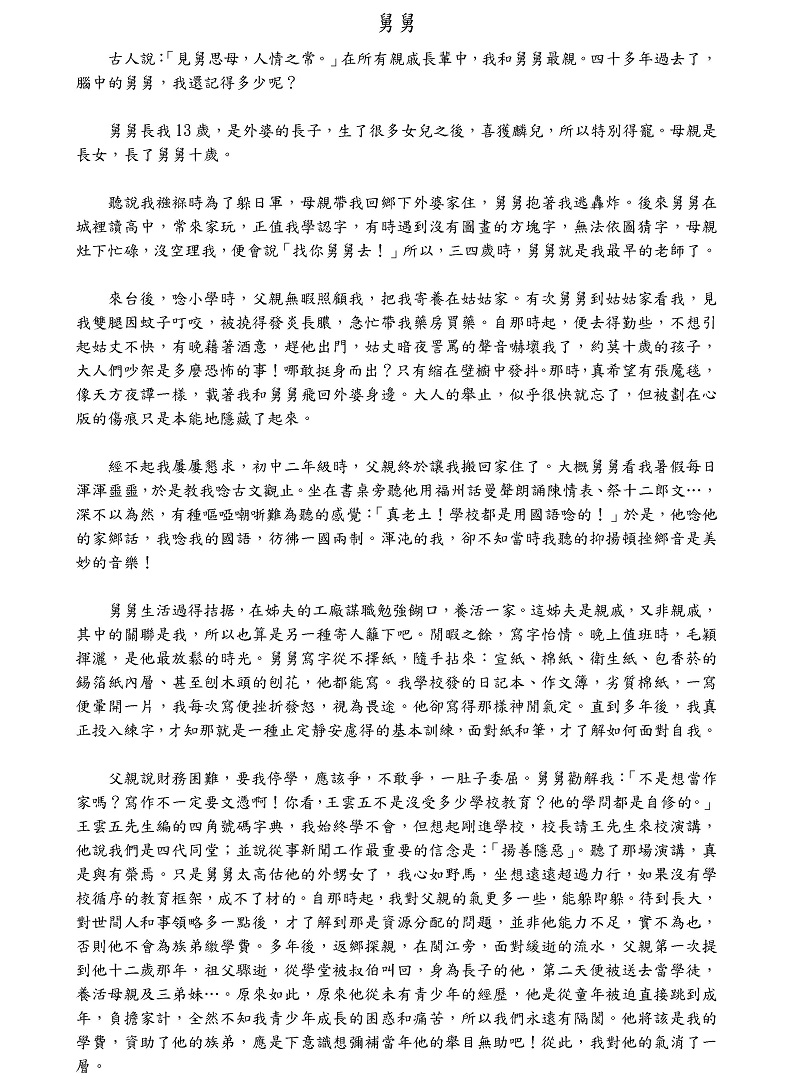 舅舅
古人說：「見舅思母，人情之常。」在所有親戚長輩中，我和舅舅最親。四十多年過去了，
腦中的舅舅，我還記得多少呢？
舅舅長我 13 歲，是外婆的長子，生了很多女兒之後，喜獲麟兒，所以特別得寵。母親是
長女，長了舅舅十歲。
聽說我襁褓時為了躲日軍，母親帶我回鄉下外婆家住，舅舅抱著我逃轟炸。後來舅舅在
城裡讀高中，常來家玩，正值我學認字，有時遇到沒有圖畫的方塊字，無法依圖猜字，母親
灶下忙碌，沒空理我，便會說「找你舅舅去！」所以，三四歲時，舅舅就是我最早的老師了。
來台後，唸小學時，父親無暇照顧我，把我寄養在姑姑家。有次舅舅到姑姑家看我，見
我雙腿因蚊子叮咬，被撓得發炎長膿，急忙帶我藥房買藥。自那時起，便去得勤些，不想引
起姑丈不快，有晚藉著酒意，趕他出門，姑丈暗夜詈罵的聲音嚇壞我了，約莫十歲的孩子，
大人們吵架是多麼恐怖的事！哪敢挺身而出？只有縮在壁櫥中發抖。那時，真希望有張魔毯，
像天方夜譚一樣，載著我和舅舅飛回外婆身邊。大人的舉止，似乎很快就忘了，但被劃在心
版的傷痕只是本能地隱藏了起來。
經不起我屢屢懇求，初中二年級時，父親終於讓我搬回家住了。大概舅舅看我暑假每日
渾渾噩噩，於是教我唸古文觀止。坐在書桌旁聽他用福州話曼聲朗誦陳情表、祭十二郎文…，
深不以為然，有種嘔啞嘲哳難為聽的感覺：「真老土！學校都是用國語唸的！」於是，他唸他
的家鄉話，我唸我的國語，彷彿一國兩制。渾沌的我，卻不知當時我聽的抑揚頓挫鄉音是美
妙的音樂！
舅舅生活過得拮据，在姊夫的工廠謀職勉強餬口，養活一家。這姊夫是親戚，又非親戚，
其中的關聯是我，所以也算是另一種寄人籬下吧。閒暇之餘，寫字怡情。晚上值班時，毛穎
揮灑，是他最放鬆的時光。舅舅寫字從不擇紙，隨手拈來：宣紙、棉紙、衛生紙、包香菸的
錫箔紙內層、甚至刨木頭的刨花，他都能寫。我學校發的日記本、作文簿，劣質棉紙，一寫
便暈開一片，我每次寫便挫折發怒，視為畏途。他卻寫得那樣神閒氣定。直到多年後，我真
正投入練字，才知那就是一種止定靜安慮得的基本訓練，面對紙和筆，才了解如何面對自我。
父親說財務困難，要我停學，應該爭，不敢爭，一肚子委屈。舅舅勸解我：「不是想當作
家嗎？寫作不一定要文憑啊！你看，王雲五不是沒受多少學校教育？他的學問都是自修的。」
王雲五先生編的四角號碼字典，我始終學不會，但想起剛進學校，校長請王先生來校演講，
他說我們是四代同堂；並說從事新聞工作最重要的信念是：「揚善隱惡」。聽了那場演講，真
是與有榮焉。只是舅舅太高估他的外甥女了，我心如野馬，坐想遠遠超過力行，如果沒有學
校循序的教育框架，成不了材的。自那時起，我對父親的氣更多一些，能躲即躲。待到長大，
對世間人和事領略多一點後，才了解到那是資源分配的問題，並非他能力不足，實不為也，
否則他不會為族弟繳學費。多年後，返鄉探親，在閩江旁，面對緩逝的流水，父親第一次提
到他十二歲那年，祖父驟逝，從學堂被叔伯叫回，身為長子的他，第二天便被送去當學徒，
養活母親及三弟妹…。原來如此，原來他從未有青少年的經歷，他是從童年被迫直接跳到成
年，負擔家計，全然不知我青少年成長的困惑和痛苦，所以我們永遠有隔閡。他將該是我的
學費，資助了他的族弟，應是下意識想彌補當年他的舉目無助吧！從此，我對他的氣消了一
層。